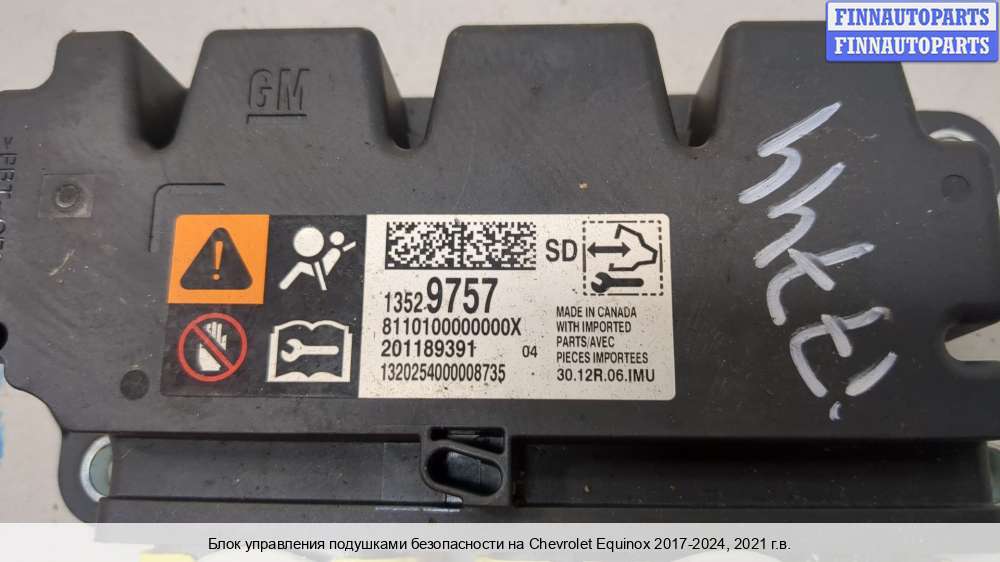 FINNAUTOPARTS
FINNAUTOPARTS
GM
SD
13529757
8110100000000X
201189391 04
1320254000008735
MADE IN CANADA
WITH IMPORTED
PARTS/AVEC
PIECES IMPORTEES
30.12R.06.IMU
Блок управления подушками безопасности на Chevrolet Equinox 2017-2024, 2021 г.в.